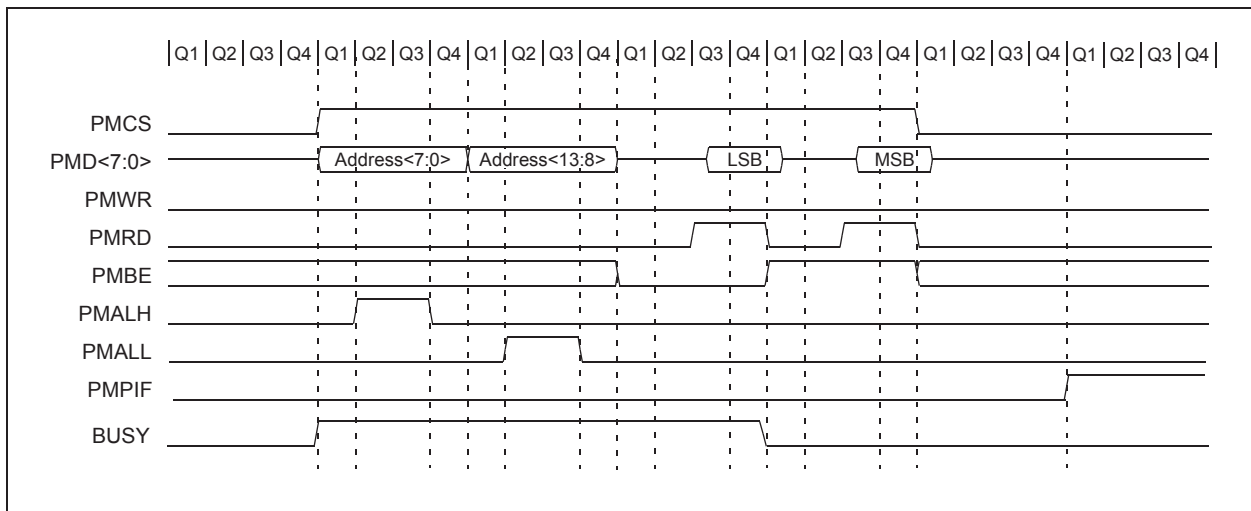 Q1 Q2 Q3 Q4 Q1 Q2 Q3 Q4 Q1 Q2 Q3 Q4 Q1 Q2 Q3 Q4 Q1 Q2 Q3 Q4 Q1 Q2 Q3 Q4 Q1 Q2 Q3 Q4
PMCS
PMD<7:0> Address<7:0> Address<13:8> LSB MSB
PMWR
PMRD
PMBE
PMALH
PMALL
PMPIF
BUSY